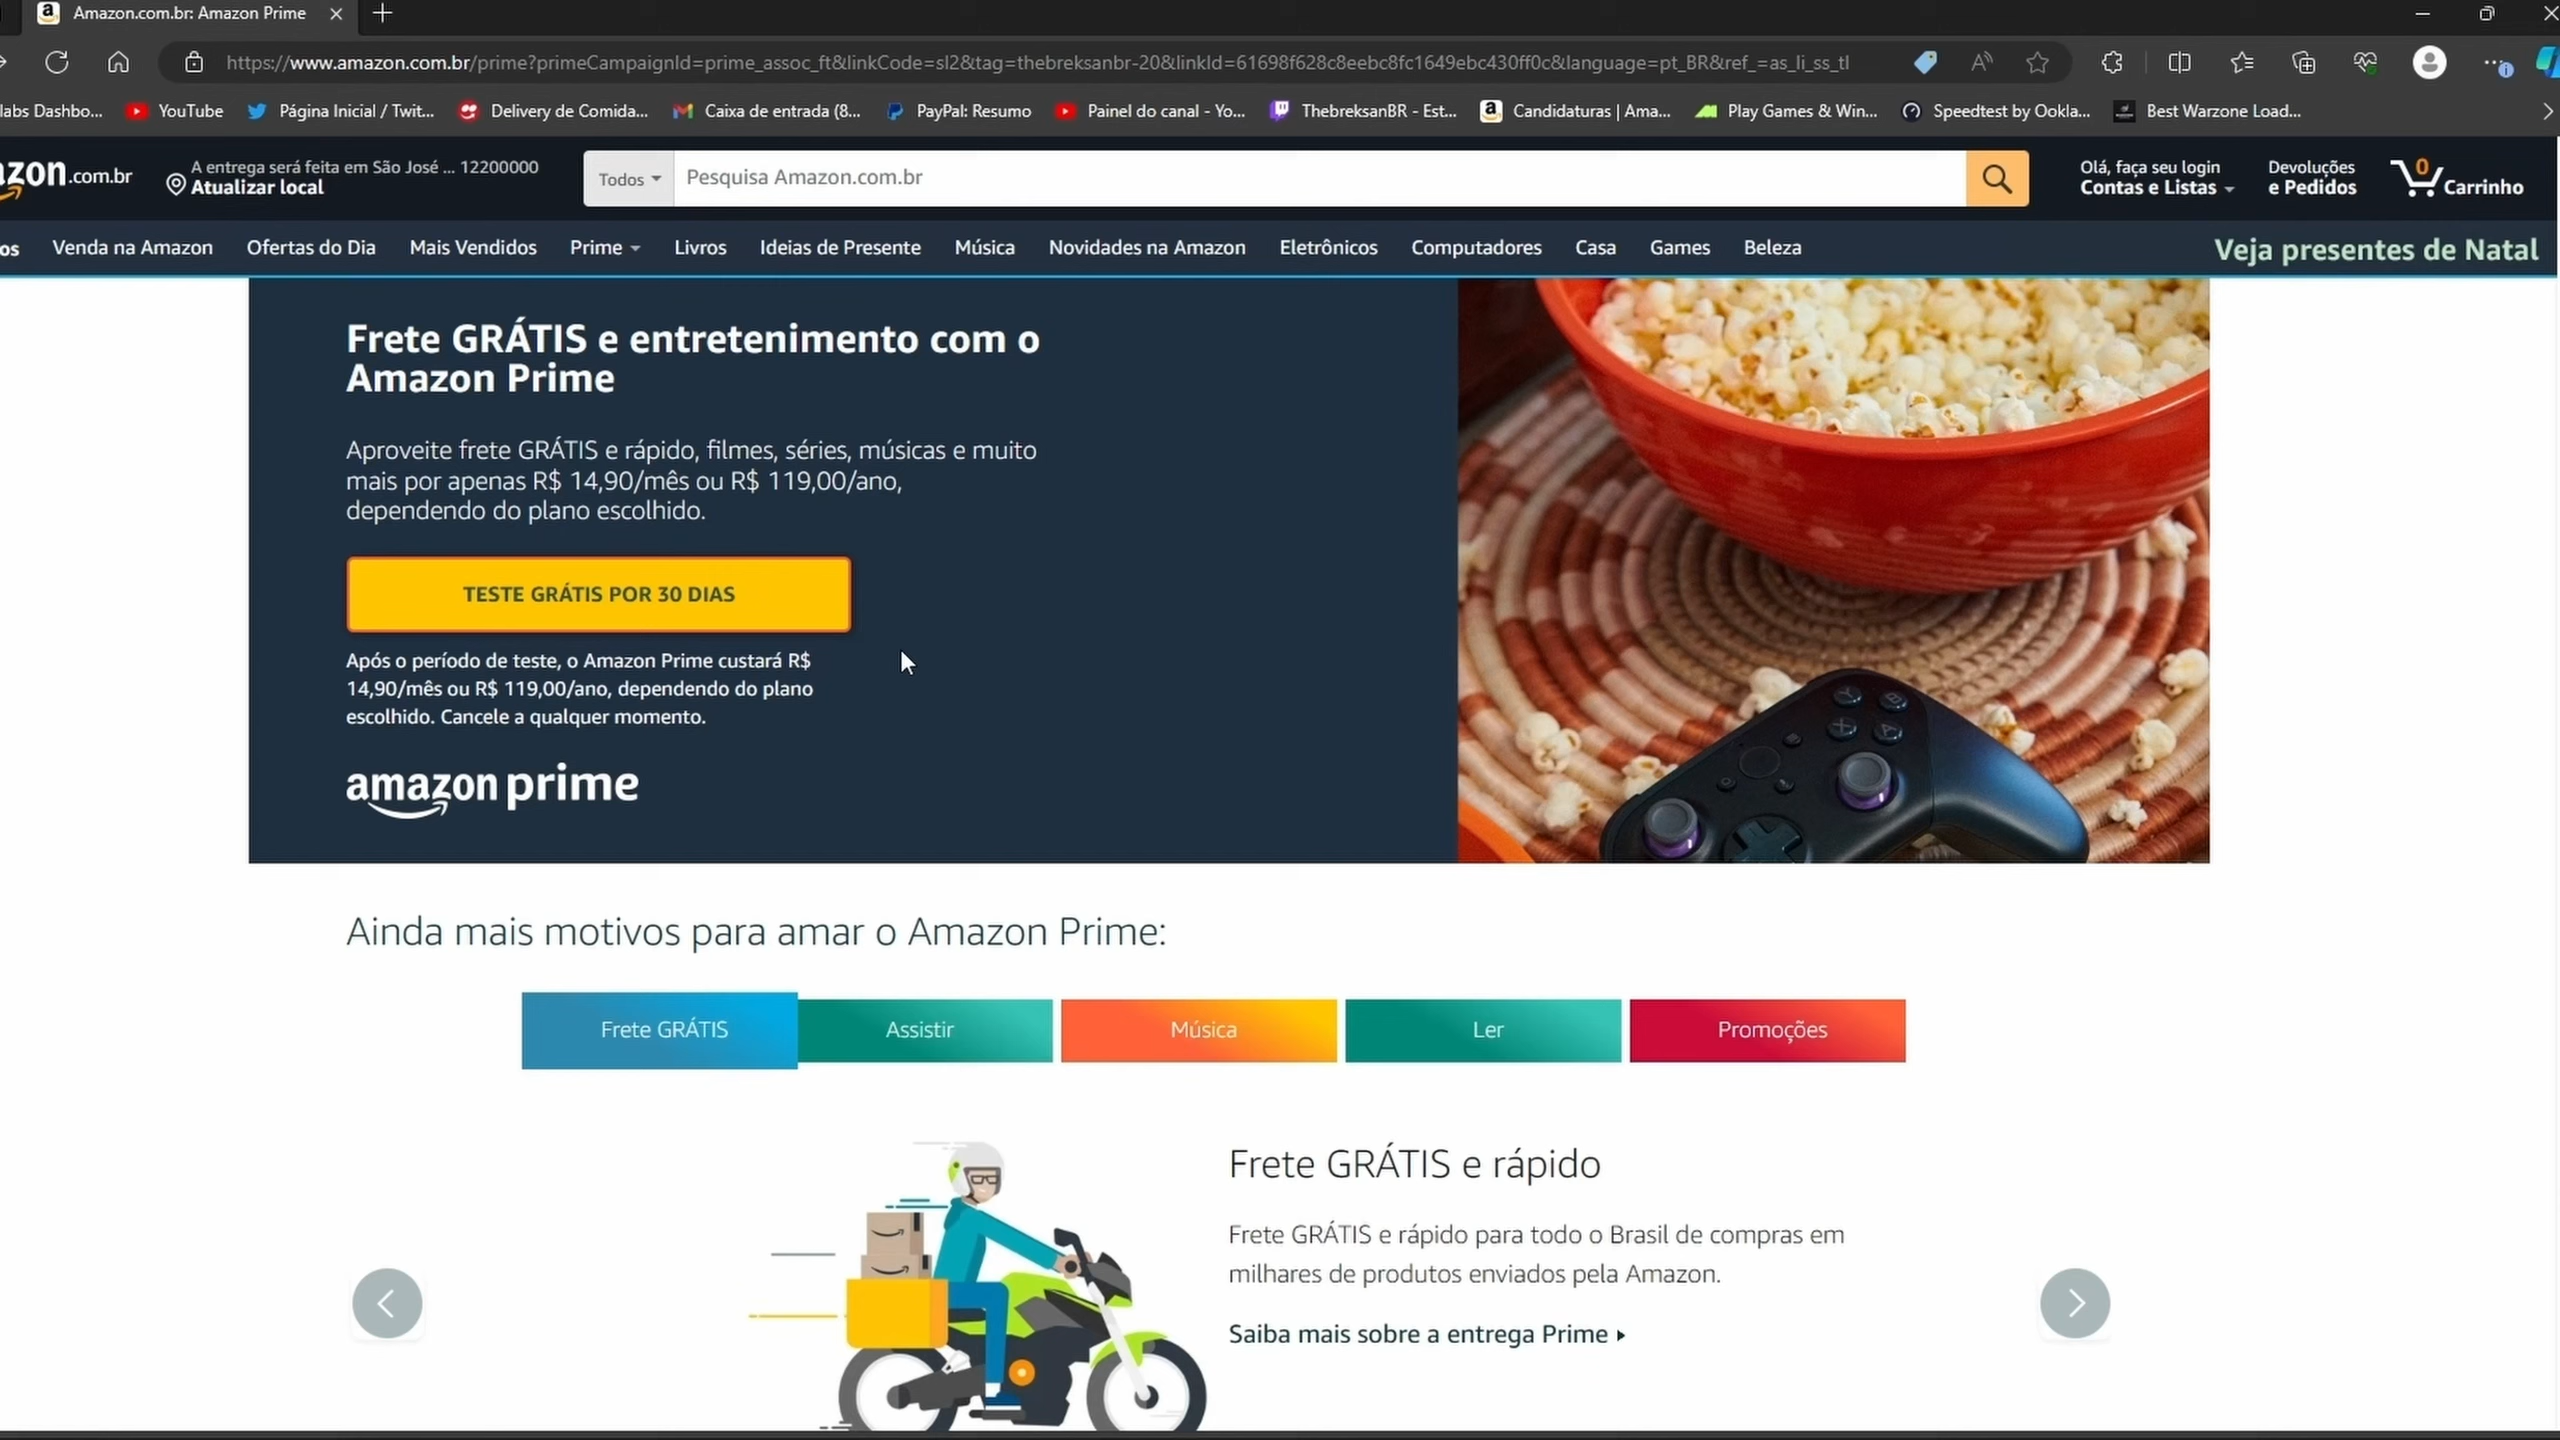 Amazon.com.br: Amazon Prime
https://www.amazon.com.br/prime?primeCampaignId=prime_assoc_ft&linkCode=sl2&tag=thebreksanbr-20&linkId=61698f628c8eebc8fc1649ebc430ff0c&language=pt_BR&ref_=as_li_ss_tl
labs Dashbo... YouTube Página Inicial / Twit... Delivery de Comida... Caixa de entrada (8... PayPal: Resumo Painel do canal - Yo... ThebreksanBR - Est... Candidaturas | Ama... Play Games & Win... Speedtest by Ookla... Best Warzone Load...
azon.com.br
A entrega será feita em São José ... 12200000
Atualizar local
Todos
Pesquisa Amazon.com.br
Olá, faça seu login
Contas e Listas
Devoluções
e Pedidos
0
Carrinho
os Venda na Amazon Ofertas do Dia Mais Vendidos Prime Livros Ideias de Presente Música Novidades na Amazon Eletrônicos Computadores Casa Games Beleza Veja presentes de Natal
Frete GRÁTIS e entretenimento com o
Amazon Prime
Aproveite frete GRÁTIS e rápido, filmes, séries, músicas e muito
mais por apenas R$ 14,90/mês ou R$ 119,00/ano,
dependendo do plano escolhido.
TESTE GRÁTIS POR 30 DIAS
Após o período de teste, o Amazon Prime custará R$
14,90/mês ou R$ 119,00/ano, dependendo do plano
escolhido. Cancele a qualquer momento.
amazon prime
Y B X A
Ainda mais motivos para amar o Amazon Prime:
Frete GRÁTIS Assistir Música Ler Promoções
Frete GRÁTIS e rápido
Frete GRÁTIS e rápido para todo o Brasil de compras em
milhares de produtos enviados pela Amazon.
Saiba mais sobre a entrega Prime